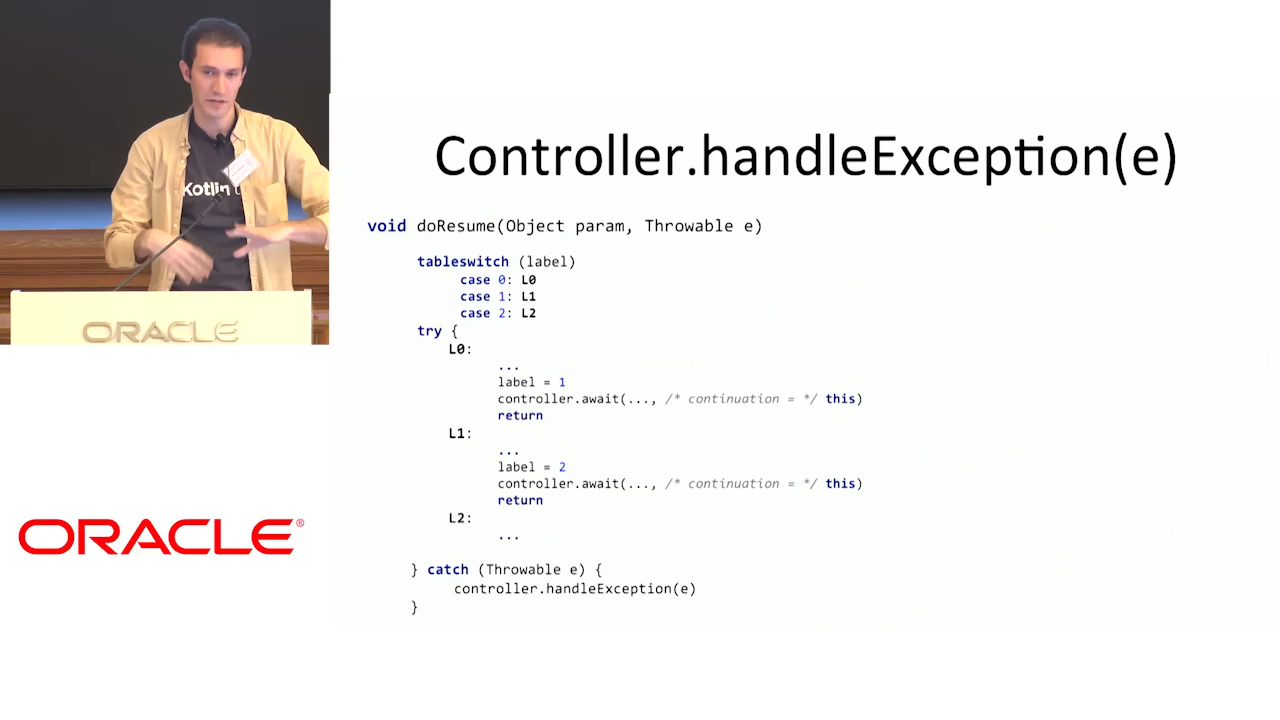 Controller.handleException(e)
void doResume(Object param, Throwable e)
tableswitch (label)
case 0: L0
case 1: L1
case 2: L2
try {
L0:
...
label = 1
controller.await(..., /* continuation = */ this)
return
L1:
...
label = 2
controller.await(..., /* continuation = */ this)
return
L2:
...
} catch (Throwable e) {
controller.handleException(e)
}
Kotlin
ORACLE
ORACLE®